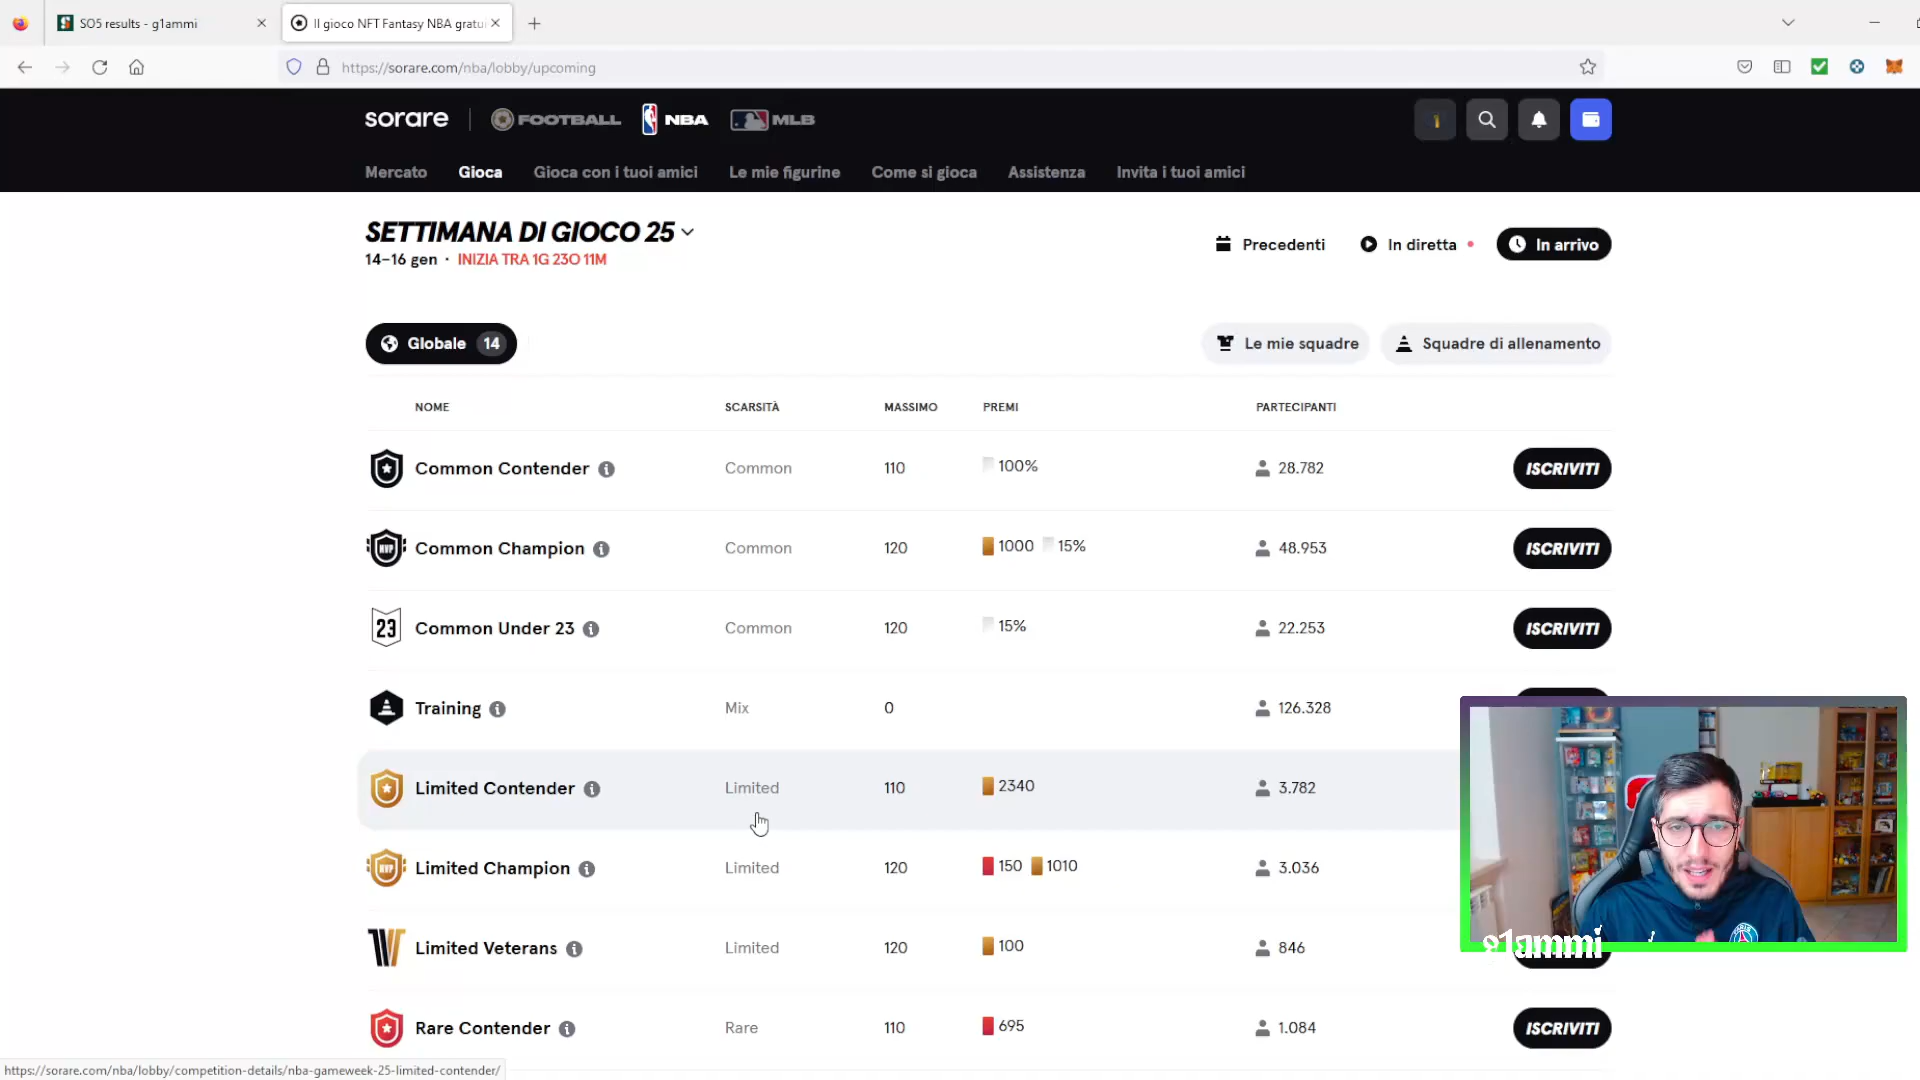 SO5 results - g1ammi
Il gioco NFT Fantasy NBA gratu
https://sorare.com/nba/lobby/upcoming
sorare
FOOTBALL
NBA
MLB
Mercato
Gioca
Gioca con i tuoi amici
Le mie figurine
Come si gioca
Assistenza
Invita i tuoi amici
SETTIMANA DI GIOCO 25
14–16 gen · INIZIA TRA 1G 23O 11M
Precedenti
In diretta
In arrivo
Globale 14
Le mie squadre
Squadre di allenamento
NOME SCARSITÀ MASSIMO PREMI PARTECIPANTI
Common Contender Common 110 100% 28.782 ISCRIVITI
MVP Common Champion Common 120 1000 15% 48.953 ISCRIVITI
23 Common Under 23 Common 120 15% 22.253 ISCRIVITI
Training Mix 0 126.328
Limited Contender Limited 110 2340 3.782
MVP Limited Champion Limited 120 150 1010 3.036
Limited Veterans Limited 120 100 846
g1ammi
Rare Contender Rare 110 695 1.084 ISCRIVITI
https://sorare.com/nba/lobby/competition-details/nba-gameweek-25-limited-contender/